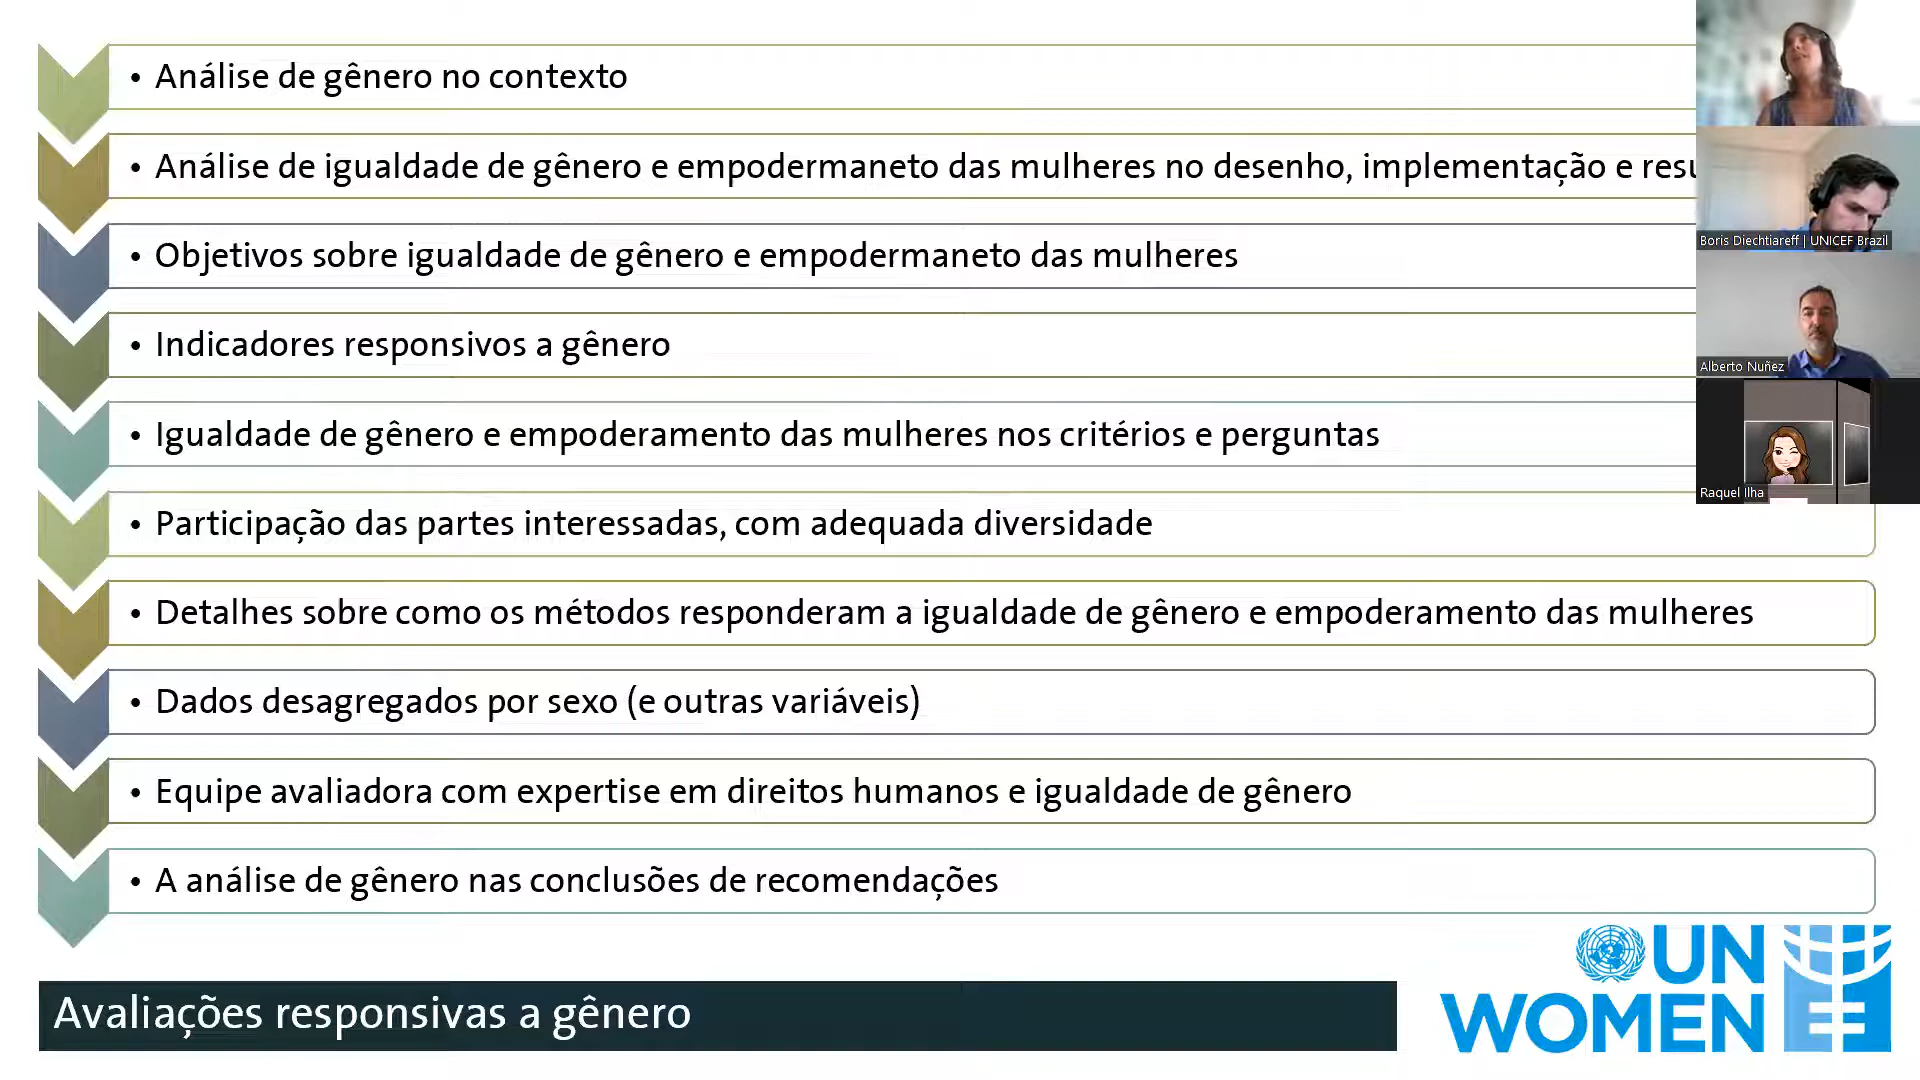 • Análise de gênero no contexto
• Análise de igualdade de gênero e empodermaneto das mulheres no desenho, implementação e
• Objetivos sobre igualdade de gênero e empodermaneto das mulheres
• Indicadores responsivos a gênero
• Igualdade de gênero e empoderamento das mulheres nos critérios e perguntas
• Participação das partes interessadas, com adequada diversidade
• Detalhes sobre como os métodos responderam a igualdade de gênero e empoderamento das mulheres
• Dados desagregados por sexo (e outras variáveis)
• Equipe avaliadora com expertise em direitos humanos e igualdade de gênero
• A análise de gênero nas conclusões de recomendações
Avaliações responsivas a gênero
UN
WOMEN
Boris Diechtiareff | UNICEF Brazil
Alberto Nuñez
Raquel Ilha